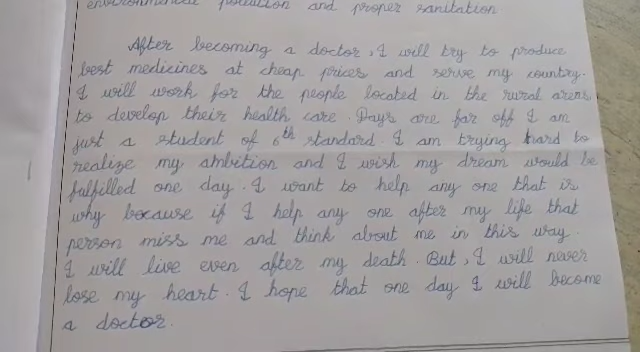 environmental pollution and proper sanitation
After becoming a doctor, I will try to produce
best medicines at cheap prices and serve my country.
I will work for the people located in the rural areas
to develop their health care. Days are far off I am
just a student of 6th standard. I am trying hard to
realize my ambition and I wish my dream would be
fulfilled one day. I want to help any one that is
why because if I help any one after my life that
person miss me and think about me in this way.
I will live even after my death. But, I will never
lose my heart. I hope that one day I will become
a doctor.